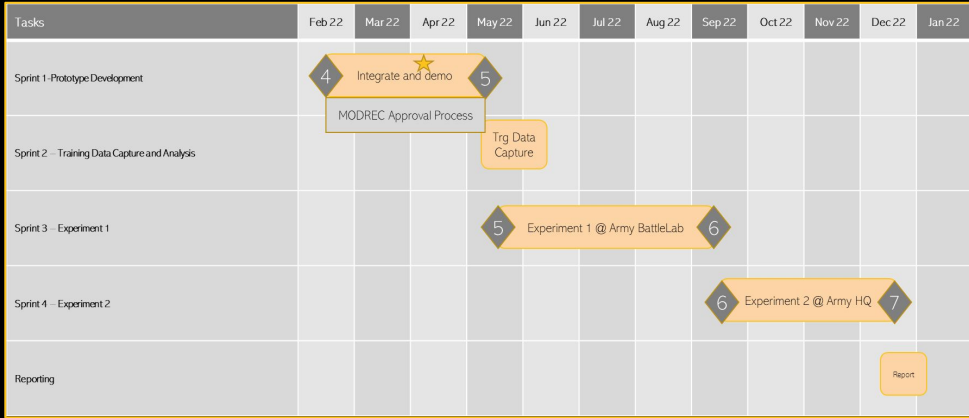 Tasks Feb 22 Mar 22 Apr 22 May 22 Jun 22 Jul 22 Aug 22 Sep 22 Oct 22 Nov 22 Dec 22 Jan 22
Sprint 1-Prototype Development
4 Integrate and demo 5
MODREC Approval Process
Sprint 2 – Training Data Capture and Analysis
Trg Data
Capture
Sprint 3 – Experiment 1
5 Experiment 1 @ Army BattleLab 6
Sprint 4 – Experiment 2
6 Experiment 2 @ Army HQ 7
Reporting
Report